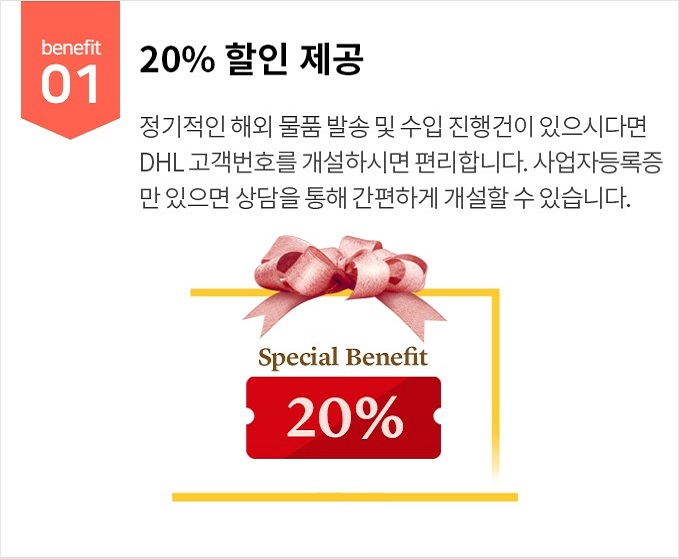 benefit
01
20% 할인 제공
정기적인 해외 물품 발송 및 수입 진행건이 있으시다면
DHL 고객번호를 개설하시면 편리합니다. 사업자등록증
만 있으면 상담을 통해 간편하게 개설할 수 있습니다.
Special Benefit
20%